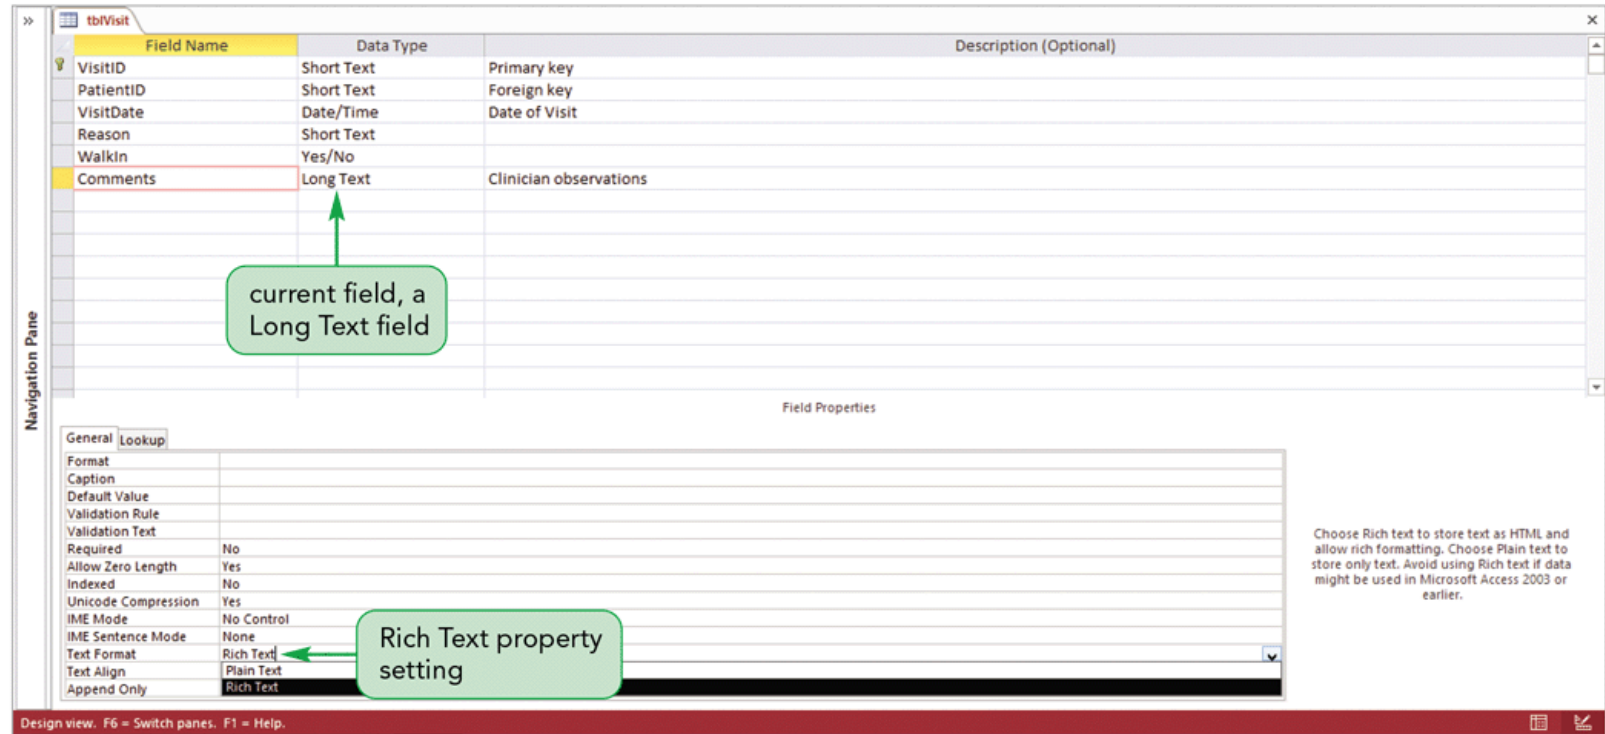 » tblVisit ×
Field Name Data Type Description (Optional)
VisitID Short Text Primary key
PatientID Short Text Foreign key
VisitDate Date/Time Date of Visit
Reason Short Text
WalkIn Yes/No
Comments Long Text Clinician observations
current field, a
Long Text field
Navigation Pane
Field Properties
General Lookup
Format
Caption
Default Value
Validation Rule
Validation Text
Required No
Allow Zero Length Yes
Indexed No
Unicode Compression Yes
IME Mode No Control
IME Sentence Mode None
Text Format Rich Text
Text Align Plain Text
Append Only Rich Text
Rich Text property
setting
Choose Rich text to store text as HTML and
allow rich formatting. Choose Plain text to
store only text. Avoid using Rich text if data
might be used in Microsoft Access 2003 or
earlier.
Design view. F6 = Switch panes. F1 = Help.